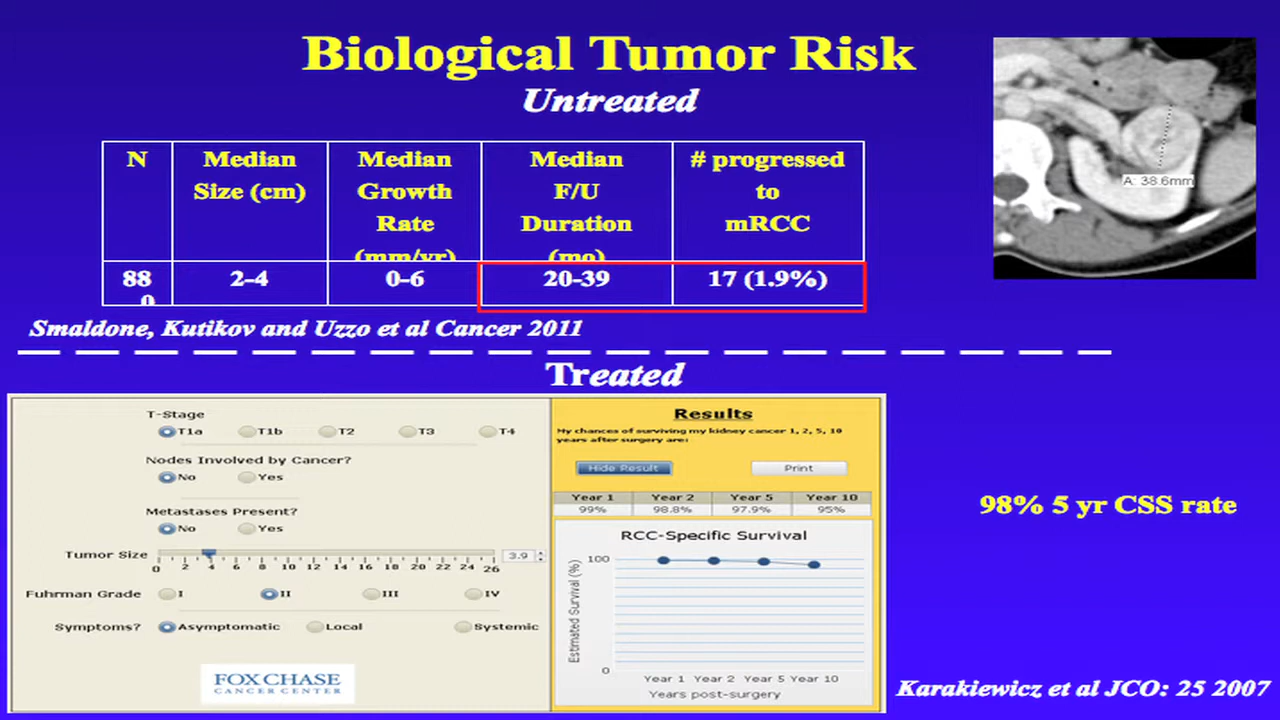 Biological Tumor Risk
Untreated
N
Median
Size (cm)
Median
Growth
Rate
(mm/yr)
Median
F/U
Duration
(mo)
# progressed
to
mRCC
88
0
2-4
0-6
20-39
17 (1.9%)
A: 38.6mm
Smaldone, Kutikov and Uzzo et al Cancer 2011
Treated
T-Stage
T1a T1b T2 T3 T4
Nodes Involved by Cancer?
No Yes
Metastases Present?
No Yes
Tumor Size 3.9
0 2 4 6 8 10 12 14 16 18 20 22 24 26
Fuhrman Grade I II III IV
Symptoms? Asymptomatic Local Systemic
FOX CHASE
CANCER CENTER
Results
My chances of surviving my kidney cancer 1, 2, 5, 10
years after surgery are:
Hide Result Print
Year 1 Year 2 Year 5 Year 10
99% 98.8% 97.9% 95%
RCC-Specific Survival
Estimated Survival (%)
100
0
Year 1 Year 2 Year 5 Year 10
Years post-surgery
98% 5 yr CSS rate
Karakiewicz et al JCO: 25 2007